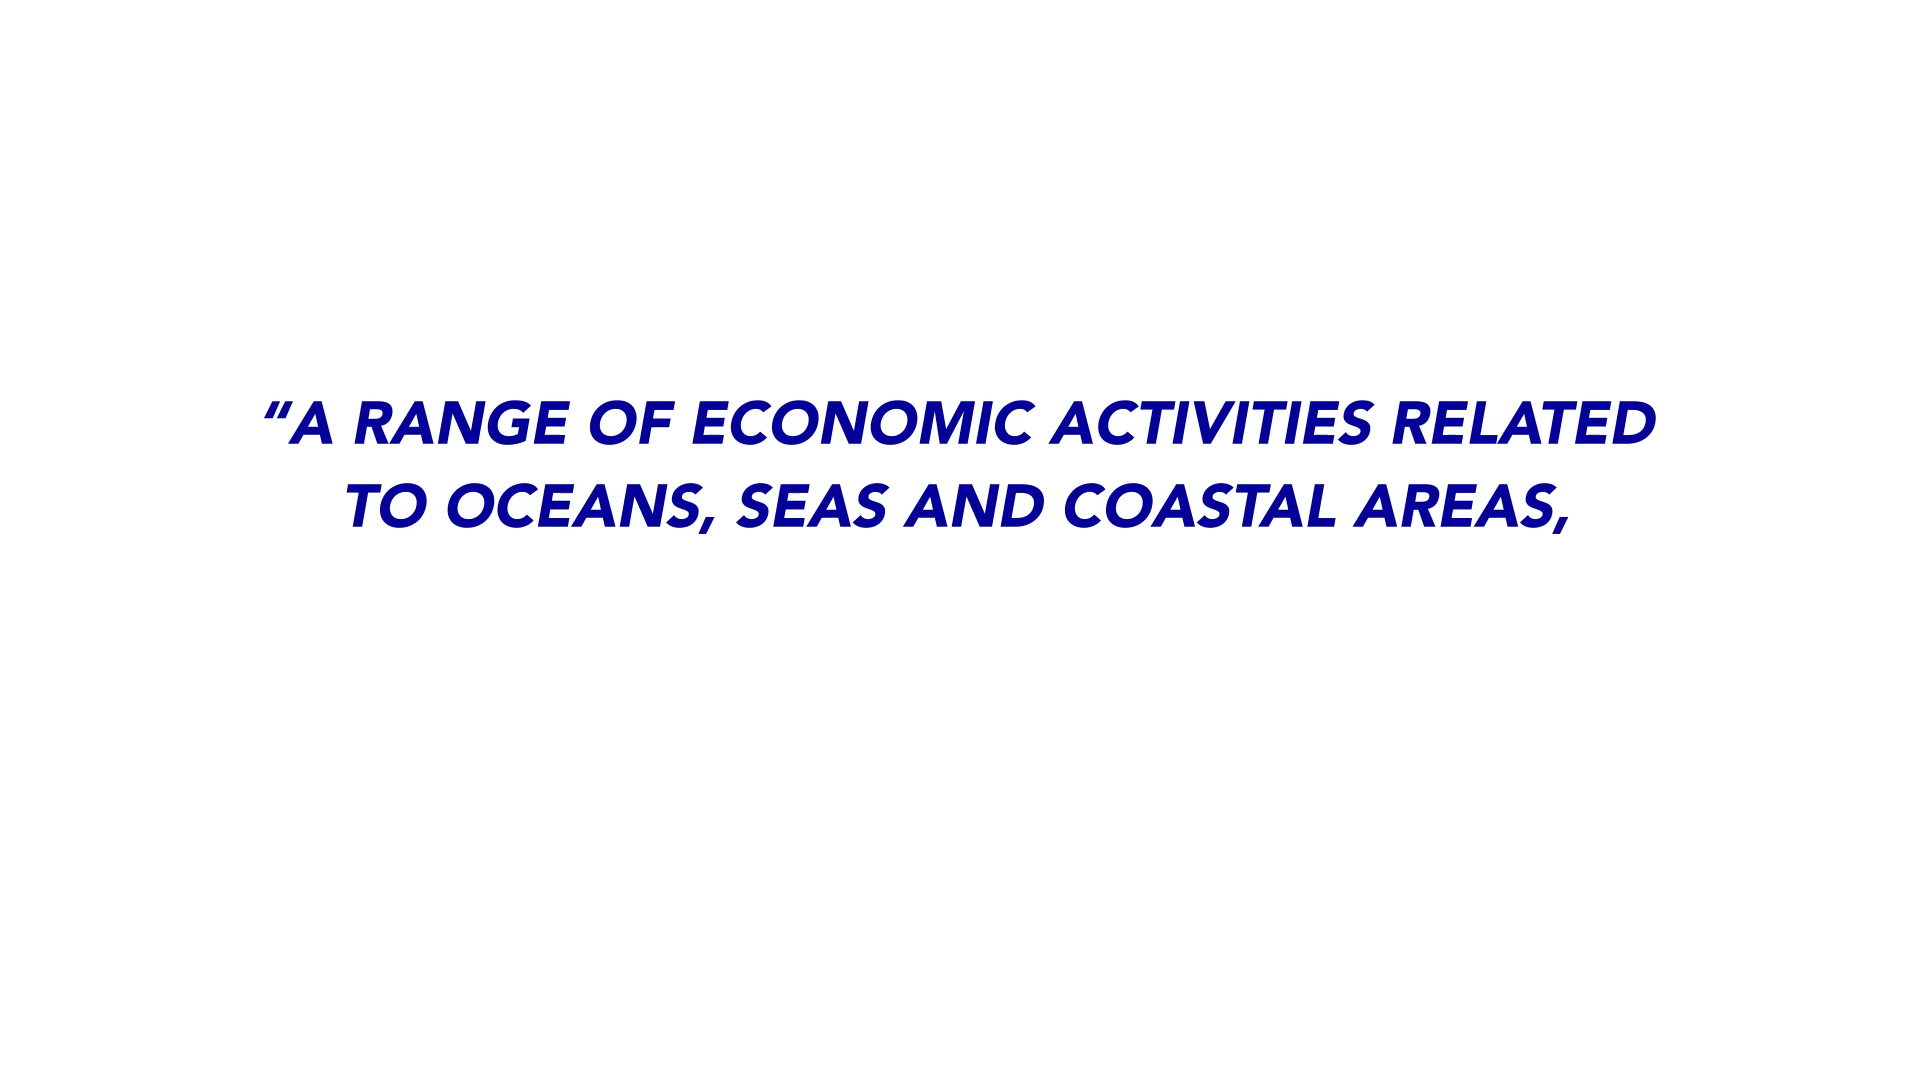 "A RANGE OF ECONOMIC ACTIVITIES RELATED
TO OCEANS, SEAS AND COASTAL AREAS,